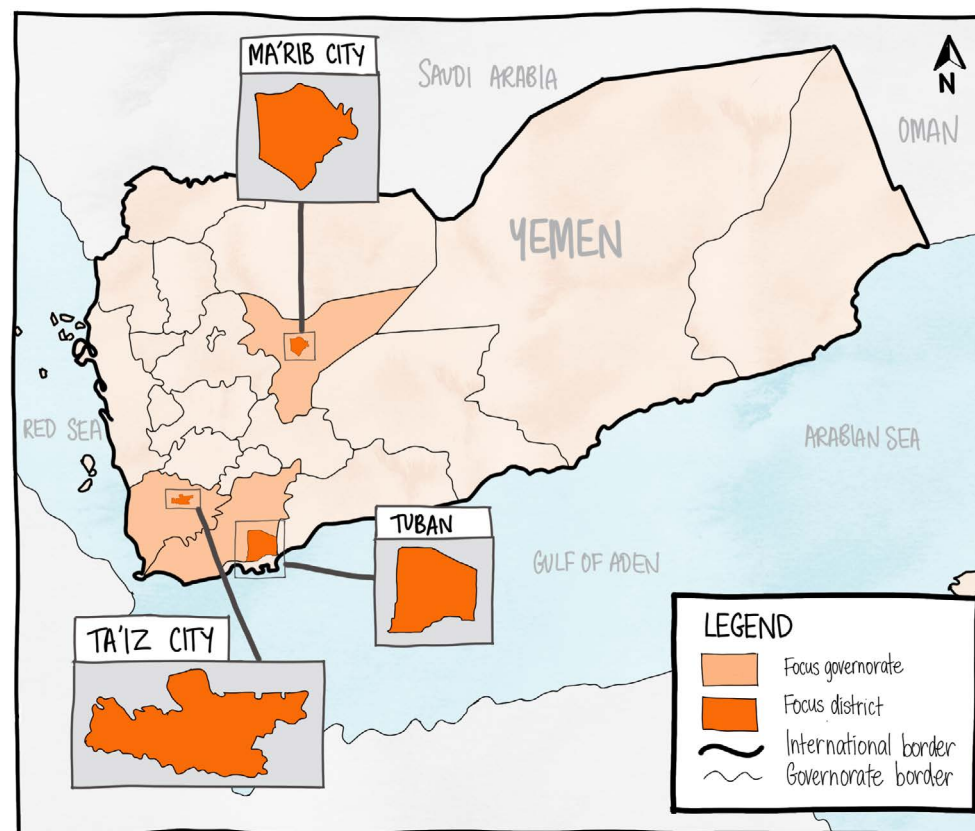 MA'RIB CITY
SAUDI ARABIA
N
OMAN
YEMEN
RED SEA
ARABIAN SEA
TUBAN
GULF OF ADEN
TA'IZ CITY
LEGEND
Focus governorate
Focus district
International border
Governorate border